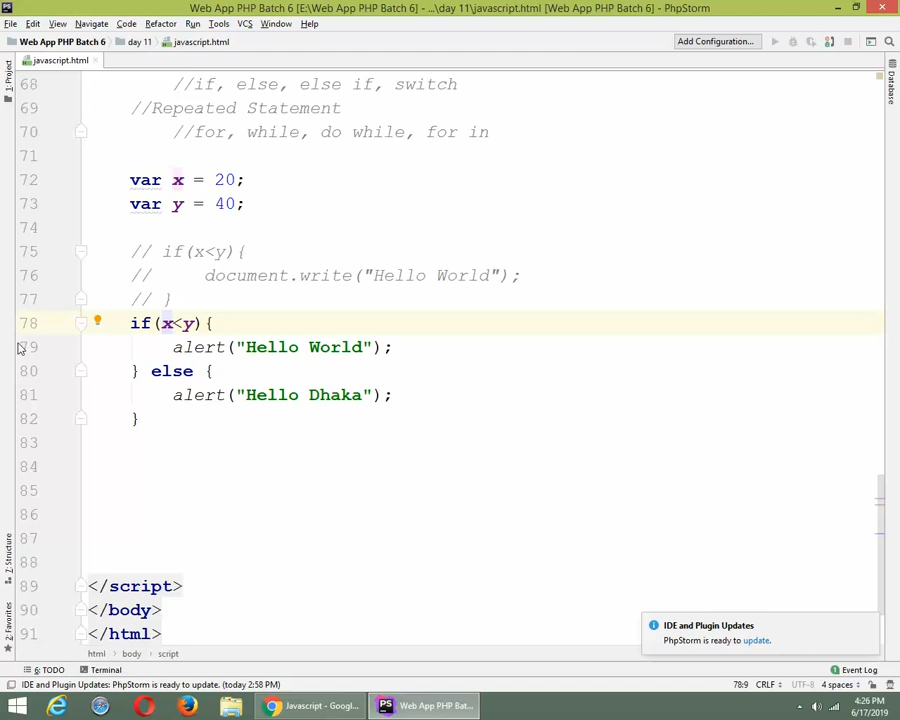 Web App PHP Batch 6 [E:\Web App PHP Batch 6] - ...\day 11\javascript.html - PhpStorm
File Edit View Navigate Code Refactor Run Tools VCS Window Help
Web App PHP Batch 6 day 11 javascript.html Add Configuration...
javascript.html
1: Project
Database
68 //if, else, else if, switch
69 //Repeated Statement
70 //for, while, do while, for in
71
72 var x = 20;
73 var y = 40;
74
75 // if(x<y){
76 // document.write("Hello World");
77 // }
78 if(x<y){
79 alert("Hello World");
80 } else {
81 alert("Hello Dhaka");
82 }
83
84
85
86
87
88
89 </script>
90 </body>
91 </html>
7: Structure
2: Favorites
IDE and Plugin Updates
PhpStorm is ready to update.
html body script
6: TODO Terminal Event Log
IDE and Plugin Updates: PhpStorm is ready to update. (today 2:58 PM) 78:9 CRLF UTF-8 4 spaces
Javascript - Googl... Web App PHP Bat...
4:26 PM
6/17/2019